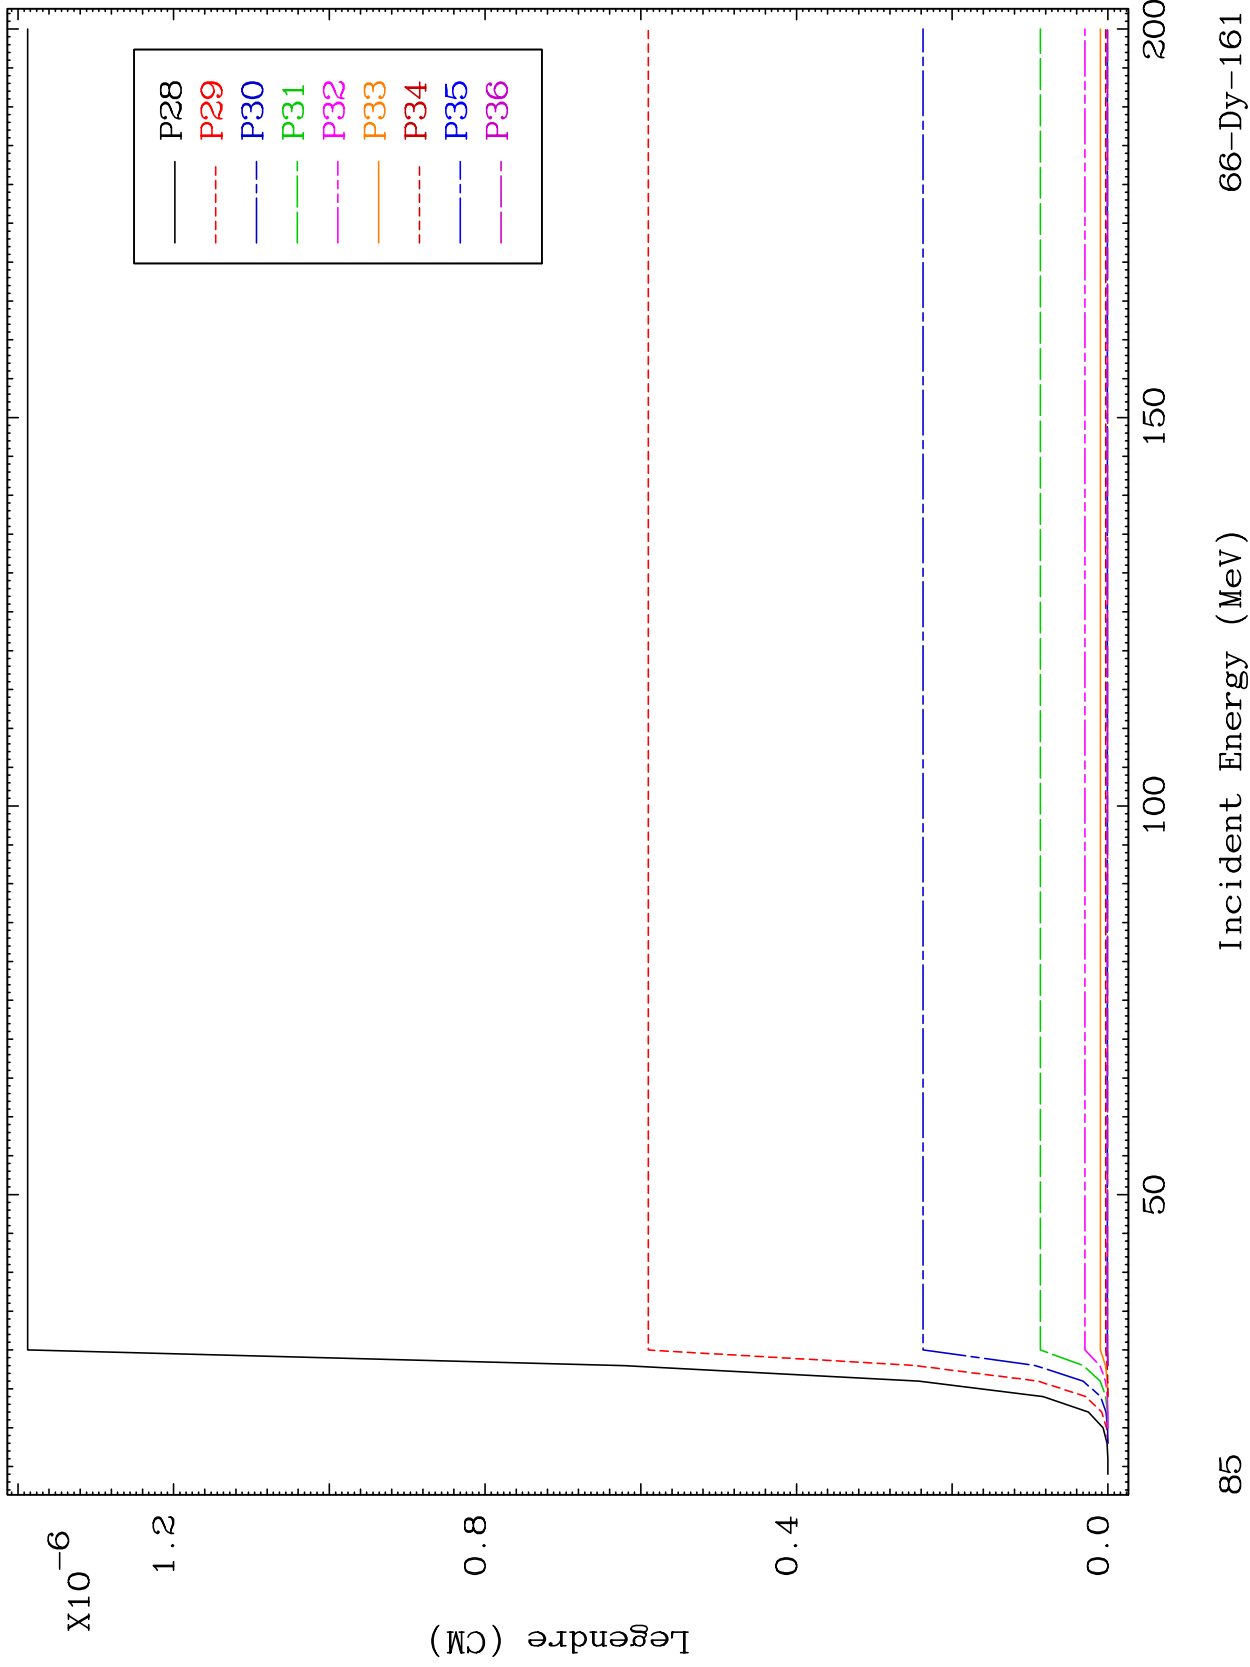 X10^-6
1.2
0.8
0.4
0.0
Legendre (CM)
P28
P29
P30
P31
P32
P33
P34
P35
P36
50
100
150
200
85
Incident Energy (MeV)
66-Dy-161